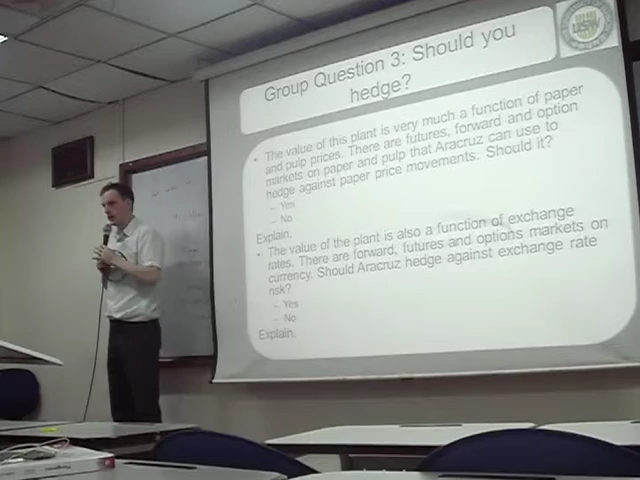 Group Question 3: Should you
hedge?
• The value of this plant is very much a function of paper
and pulp prices. There are futures, forward and option
markets on paper and pulp that Aracruz can use to
hedge against paper price movements. Should it?
– Yes
– No
Explain.
• The value of the plant is also a function of exchange
rates. There are forward, futures and options markets on
currency. Should Aracruz hedge against exchange rate
risk?
– Yes
– No
Explain.